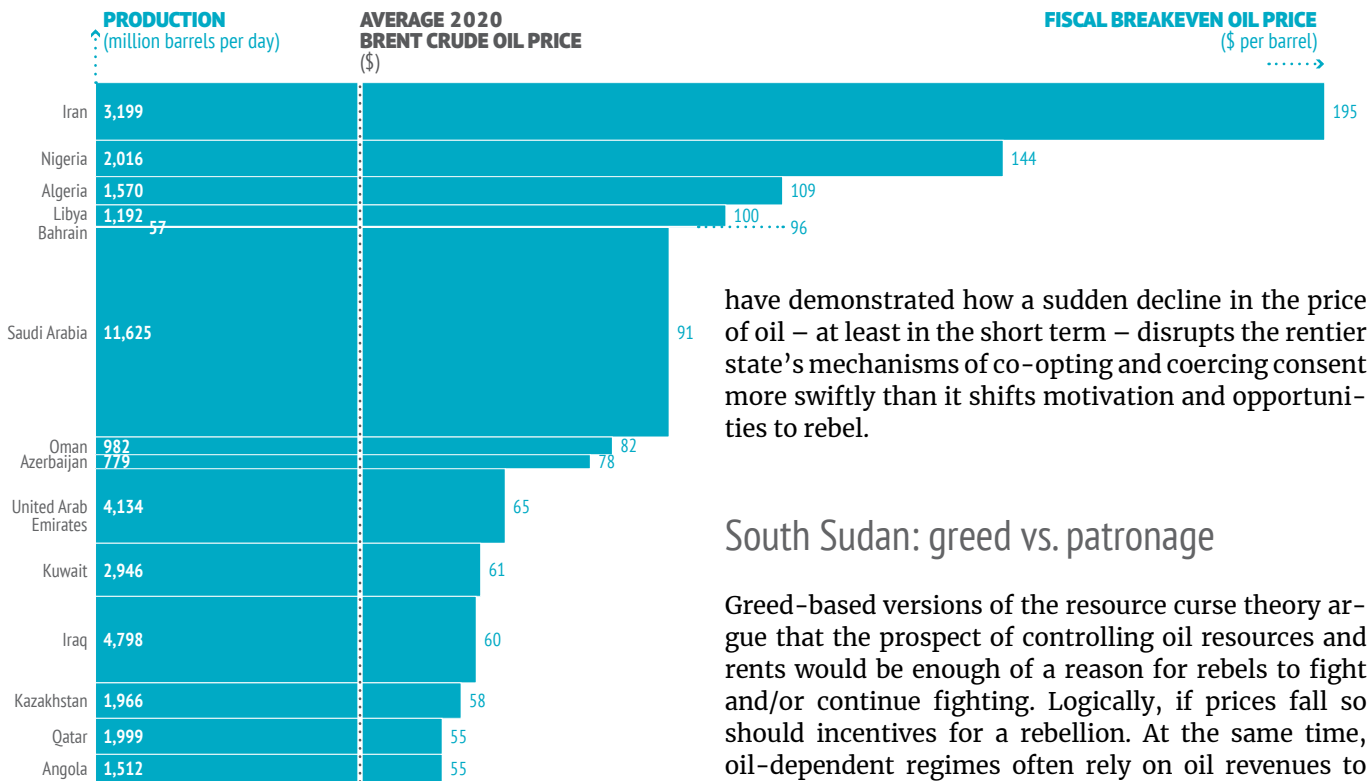 PRODUCTION
(million barrels per day)
AVERAGE 2020
BRENT CRUDE OIL PRICE
($)
FISCAL BREAKEVEN OIL PRICE
($ per barrel)
Iran 3,199 195
Nigeria 2,016 144
Algeria 1,570 109
Libya 1,192 100
Bahrain 57 96
Saudi Arabia 11,625 91
Oman 982 82
Azerbaijan 779 78
United Arab
Emirates 4,134 65
Kuwait 2,946 61
Iraq 4,798 60
Kazakhstan 1,966 58
Qatar 1,999 55
Angola 1,512 55
have demonstrated how a sudden decline in the price
of oil – at least in the short term – disrupts the rentier
state's mechanisms of co-opting and coercing consent
more swiftly than it shifts motivation and opportuni-
ties to rebel.
South Sudan: greed vs. patronage
Greed-based versions of the resource curse theory ar-
gue that the prospect of controlling oil resources and
rents would be enough of a reason for rebels to fight
and/or continue fighting. Logically, if prices fall so
should incentives for a rebellion. At the same time,
oil-dependent regimes often rely on oil revenues to